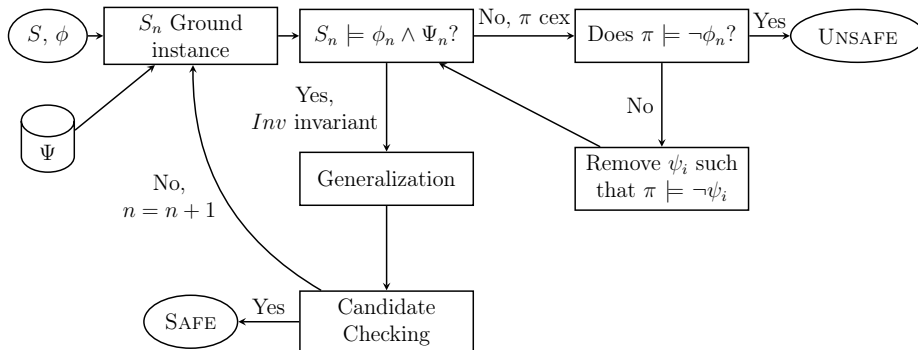 S, ϕ
S_n Ground
instance
S_n ⊨ ϕ_n ∧ Ψ_n?
No, π cex
Does π ⊨ ¬ϕ_n?
Yes
UNSAFE
Ψ
Yes,
Inv invariant
No
Remove ψ_i such
that π ⊨ ¬ψ_i
Generalization
No,
n = n + 1
SAFE
Yes
Candidate
Checking